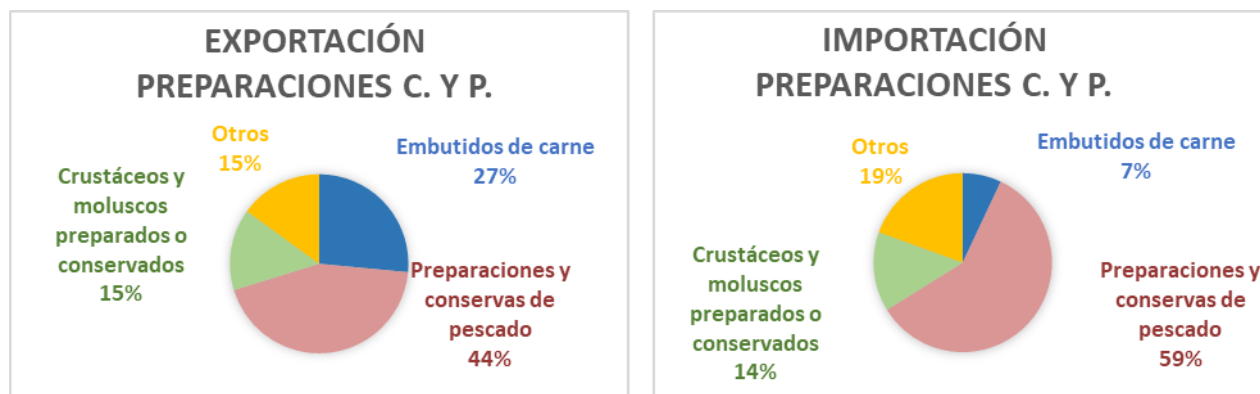 EXPORTACIÓN
PREPARACIONES C. Y P.
Otros
15%
Embutidos de carne
27%
Crustáceos y
moluscos
preparados o
conservados
15%
Preparaciones y
conservas de
pescado
44%
IMPORTACIÓN
PREPARACIONES C. Y P.
Otros
19%
Embutidos de carne
7%
Crustáceos y
moluscos
preparados o
conservados
14%
Preparaciones y
conservas de
pescado
59%